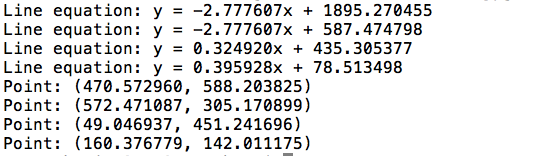 Line equation: y = -2.777607x + 1895.270455
Line equation: y = -2.777607x + 587.474798
Line equation: y = 0.324920x + 435.305377
Line equation: y = 0.395928x + 78.513498
Point: (470.572960, 588.203825)
Point: (572.471087, 305.170899)
Point: (49.046937, 451.241696)
Point: (160.376779, 142.011175)